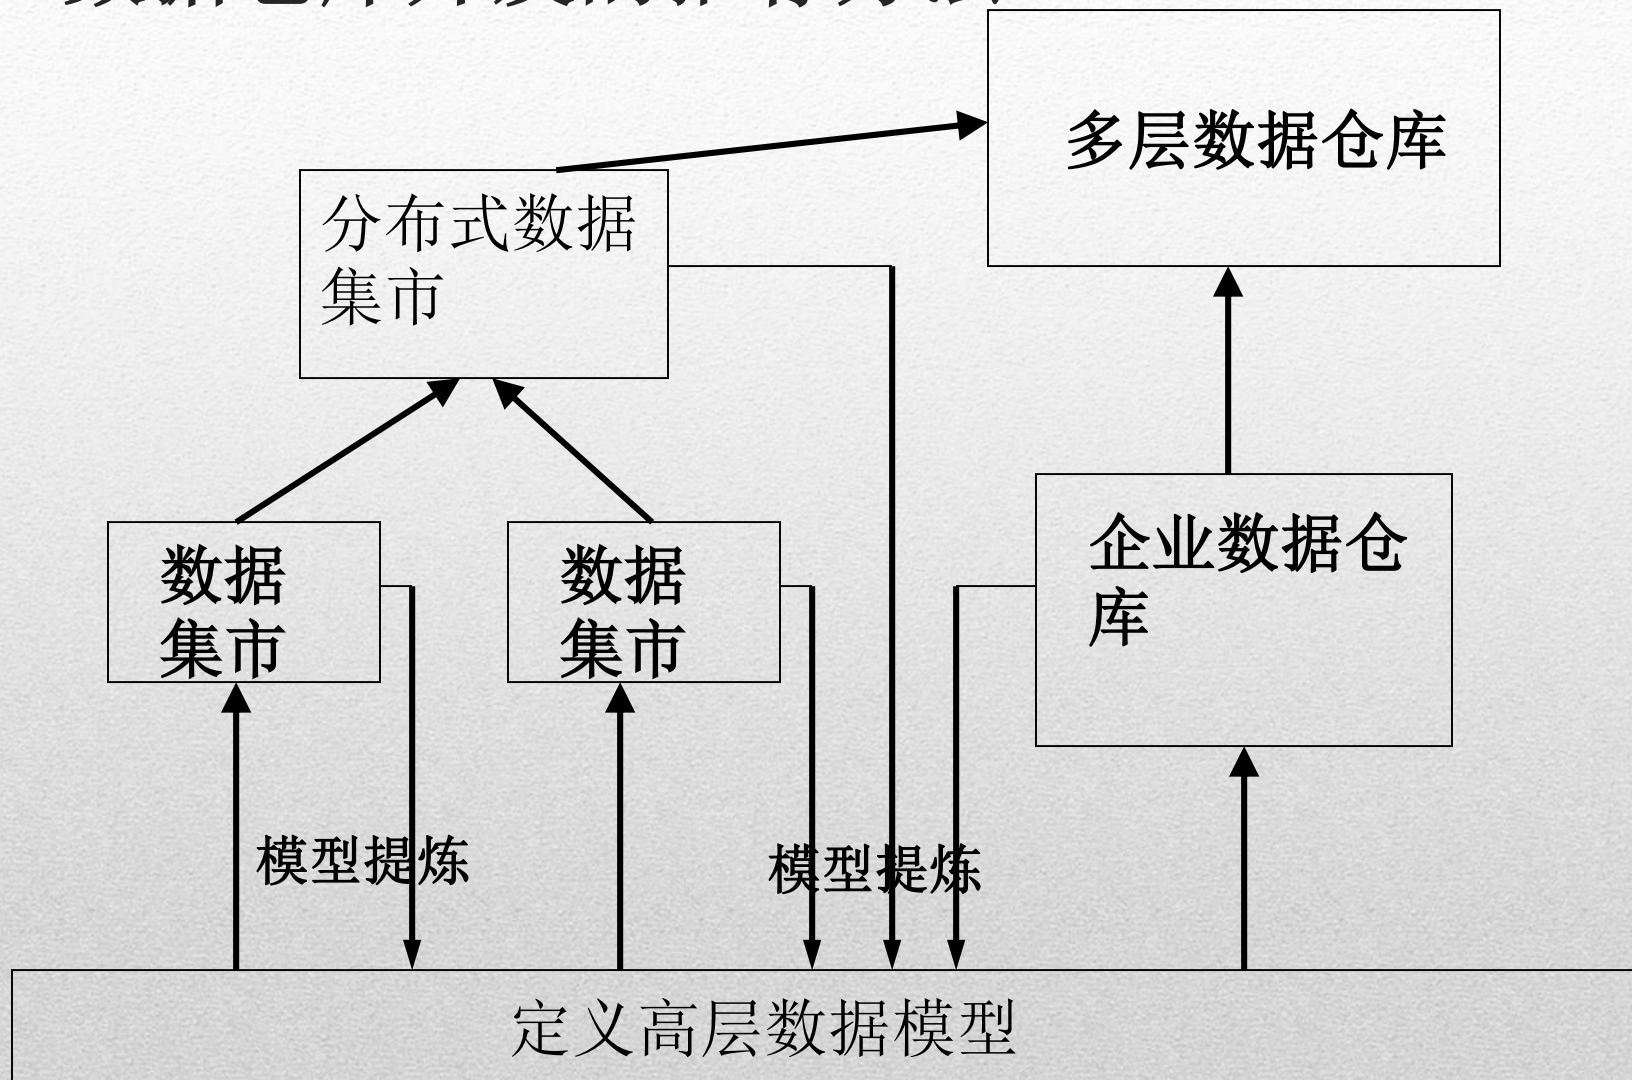 多层数据仓库
分布式数据
集市
数据
集市
数据
集市
企业数据仓
库
模型提炼
模型提炼
定义高层数据模型